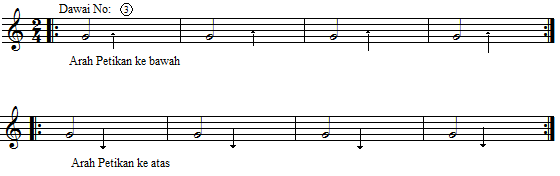 Dawai No: 3
2
4
Arah Petikan ke bawah
Arah Petikan ke atas